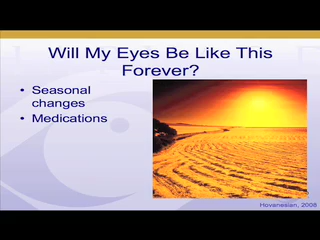 Will My Eyes Be Like This
Forever?
• Seasonal
changes
• Medications
Hovanesian, 2008